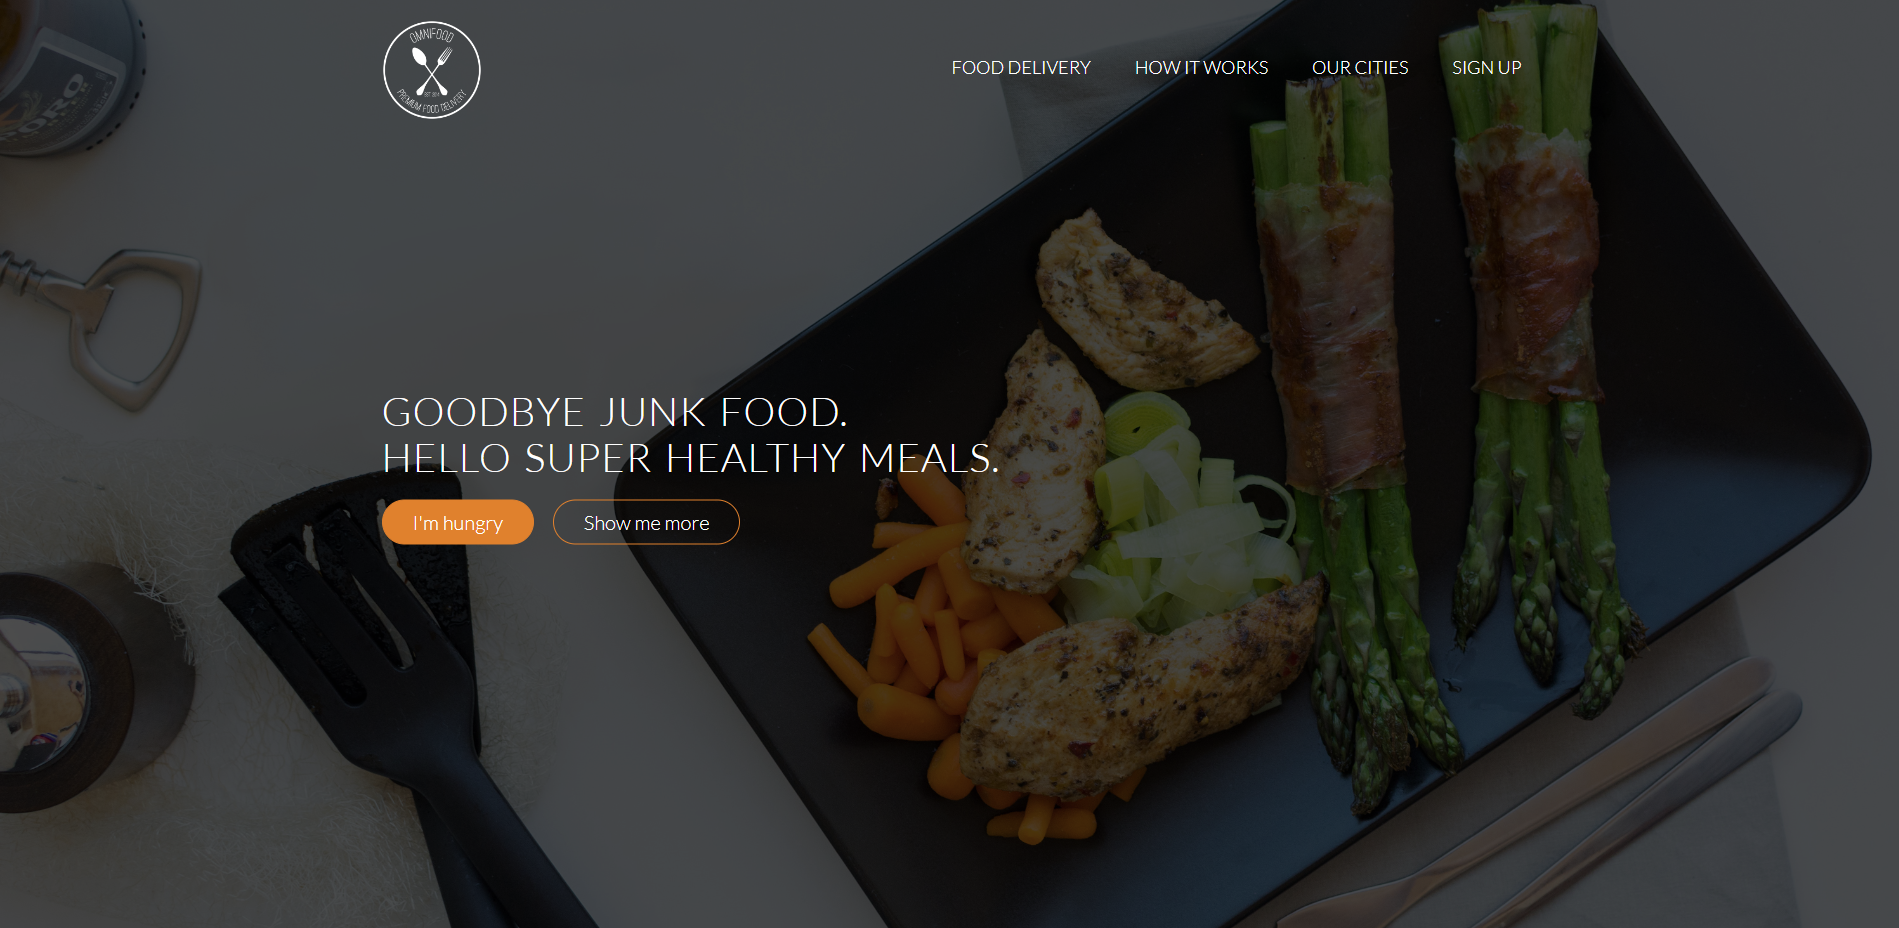 OMNIFOOD
PREMIUM FOOD DELIVERY
FOOD DELIVERY
HOW IT WORKS
OUR CITIES
SIGN UP
GOODBYE JUNK FOOD.
HELLO SUPER HEALTHY MEALS.
I'm hungry
Show me more